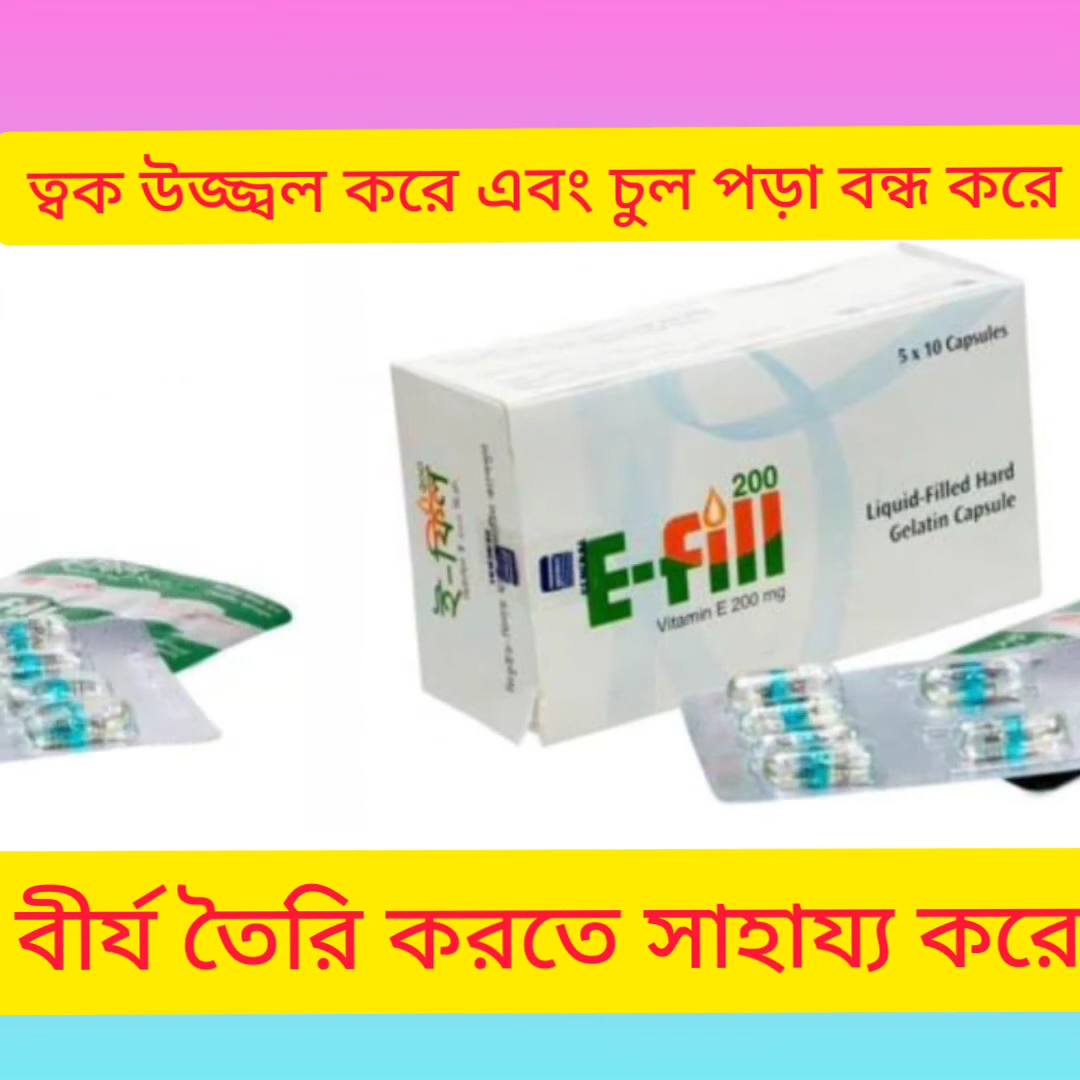 ত্বক উজ্জ্বল করে এবং চুল পড়া বন্ধ করে
5 x 10 Capsules
200
E-fill
Vitamin E 200 mg
Liquid-Filled Hard
Gelatin Capsule
ই-ফিল
২০০
বীর্য তৈরি করতে সাহায্য করে